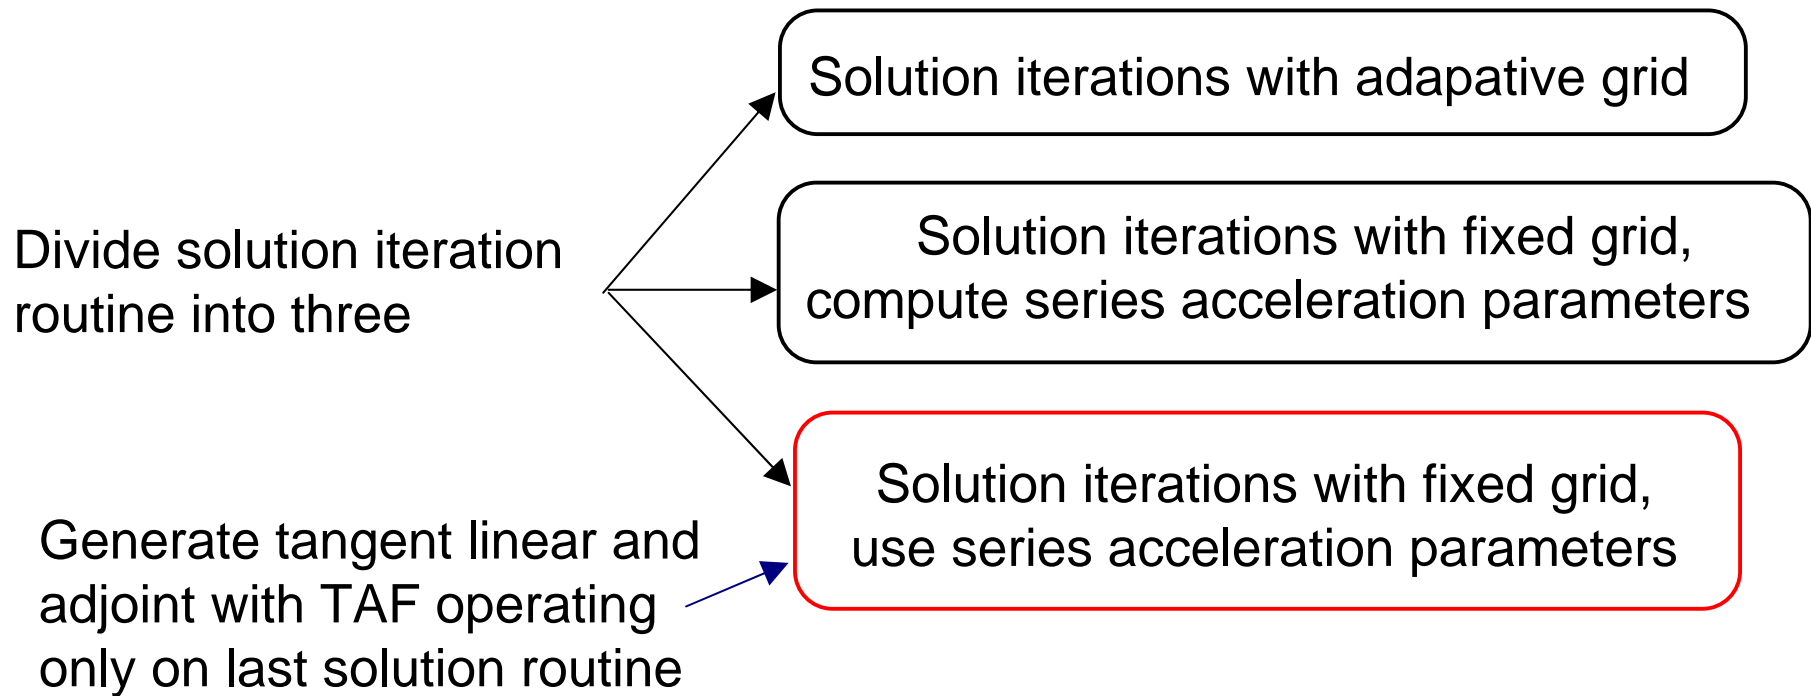 Solution iterations with adapative grid
Divide solution iteration
routine into three
Solution iterations with fixed grid,
compute series acceleration parameters
Solution iterations with fixed grid,
use series acceleration parameters
Generate tangent linear and
adjoint with TAF operating
only on last solution routine